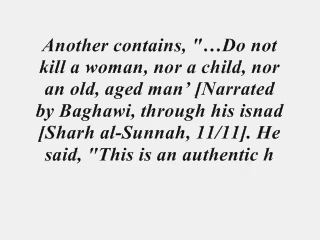 Another contains, "…Do not
kill a woman, nor a child, nor
an old, aged man’ [Narrated
by Baghawi, through his isnad
[Sharh al-Sunnah, 11/11]. He
said, "This is an authentic h